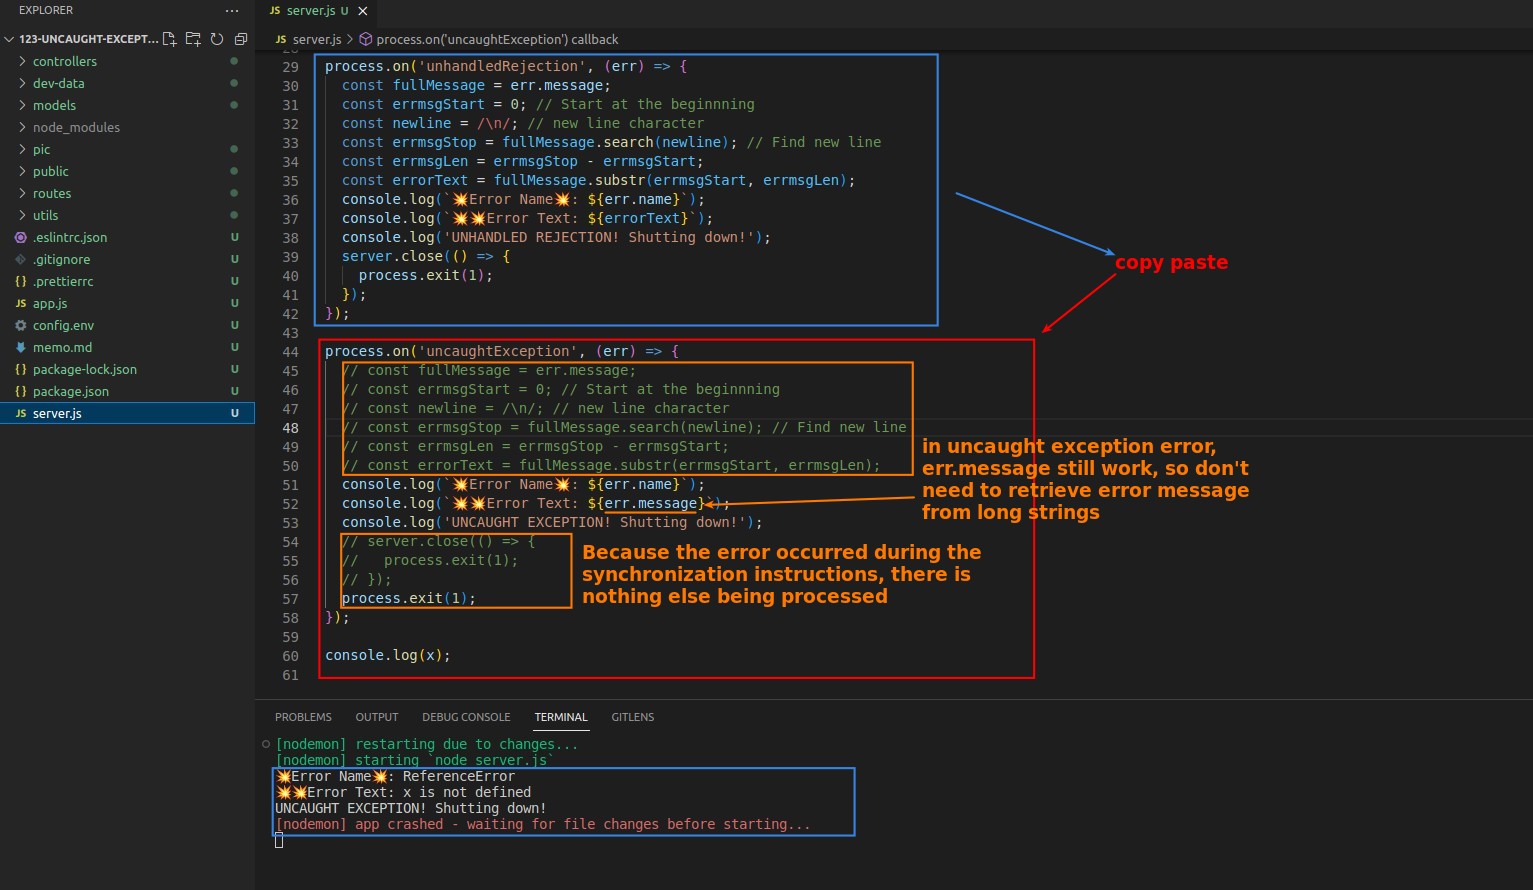 EXPLORER
···
JS server.js U ×
123-UNCAUGHT-EXCEPT...
JS server.js > process.on('uncaughtException') callback
controllers
dev-data
models
node_modules
pic
public
routes
utils
.eslintrc.json U
.gitignore U
{} .prettierrc U
JS app.js U
config.env U
memo.md U
{} package-lock.json U
{} package.json U
JS server.js U
28
29 process.on('unhandledRejection', (err) => {
30 const fullMessage = err.message;
31 const errmsgStart = 0; // Start at the beginnning
32 const newline = /\n/; // new line character
33 const errmsgStop = fullMessage.search(newline); // Find new line
34 const errmsgLen = errmsgStop - errmsgStart;
35 const errorText = fullMessage.substr(errmsgStart, errmsgLen);
36 console.log(`💥Error Name💥: ${err.name}`);
37 console.log(`💥💥Error Text: ${errorText}`);
38 console.log('UNHANDLED REJECTION! Shutting down!');
39 server.close(() => {
40 process.exit(1);
41 });
42 });
43
44 process.on('uncaughtException', (err) => {
45 // const fullMessage = err.message;
46 // const errmsgStart = 0; // Start at the beginnning
47 // const newline = /\n/; // new line character
48 // const errmsgStop = fullMessage.search(newline); // Find new line
49 // const errmsgLen = errmsgStop - errmsgStart;
50 // const errorText = fullMessage.substr(errmsgStart, errmsgLen);
51 console.log(`💥Error Name💥: ${err.name}`);
52 console.log(`💥💥Error Text: ${err.message}`);
53 console.log('UNCAUGHT EXCEPTION! Shutting down!');
54 // server.close(() => {
55 // process.exit(1);
56 // });
57 process.exit(1);
58 });
59
60 console.log(x);
61
copy paste
in uncaught exception error,
err.message still work, so don't
need to retrieve error message
from long strings
Because the error occurred during the
synchronization instructions, there is
nothing else being processed
PROBLEMS OUTPUT DEBUG CONSOLE TERMINAL GITLENS
[nodemon] restarting due to changes...
[nodemon] starting `node server.js`
💥Error Name💥: ReferenceError
💥💥Error Text: x is not defined
UNCAUGHT EXCEPTION! Shutting down!
[nodemon] app crashed - waiting for file changes before starting...